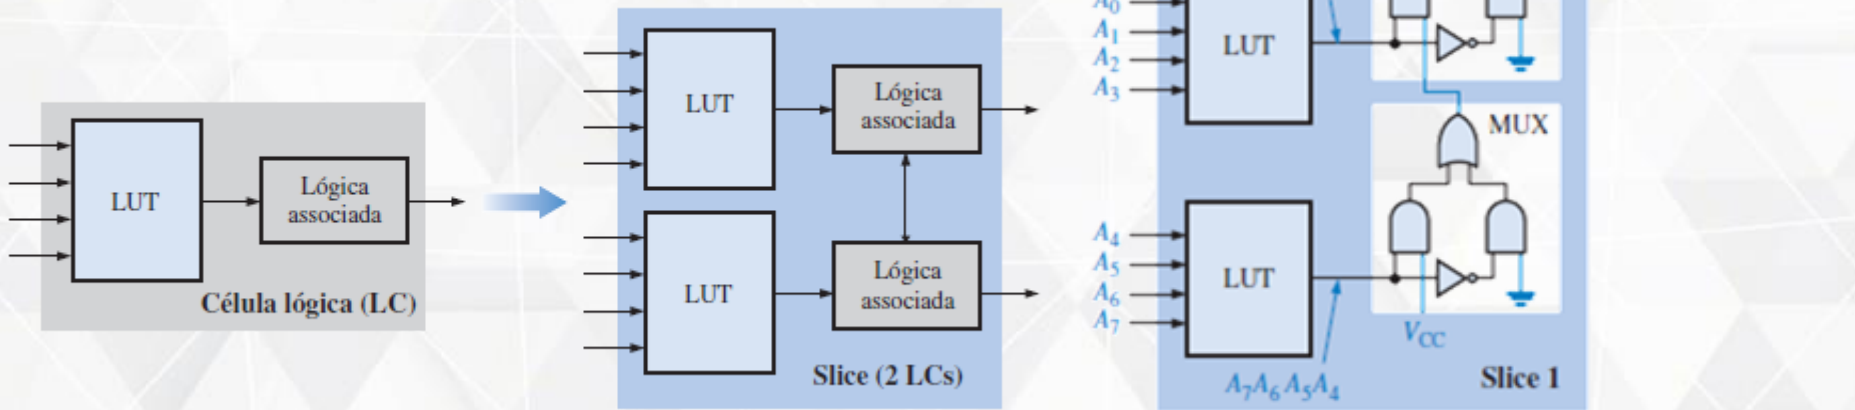 LUT
Lógica
associada
Célula lógica (LC)
LUT
Lógica
associada
LUT
Lógica
associada
Slice (2 LCs)
A0
A1
A2
A3
LUT
MUX
A4
A5
A6
A7
LUT
VCC
A7A6A5A4
Slice 1